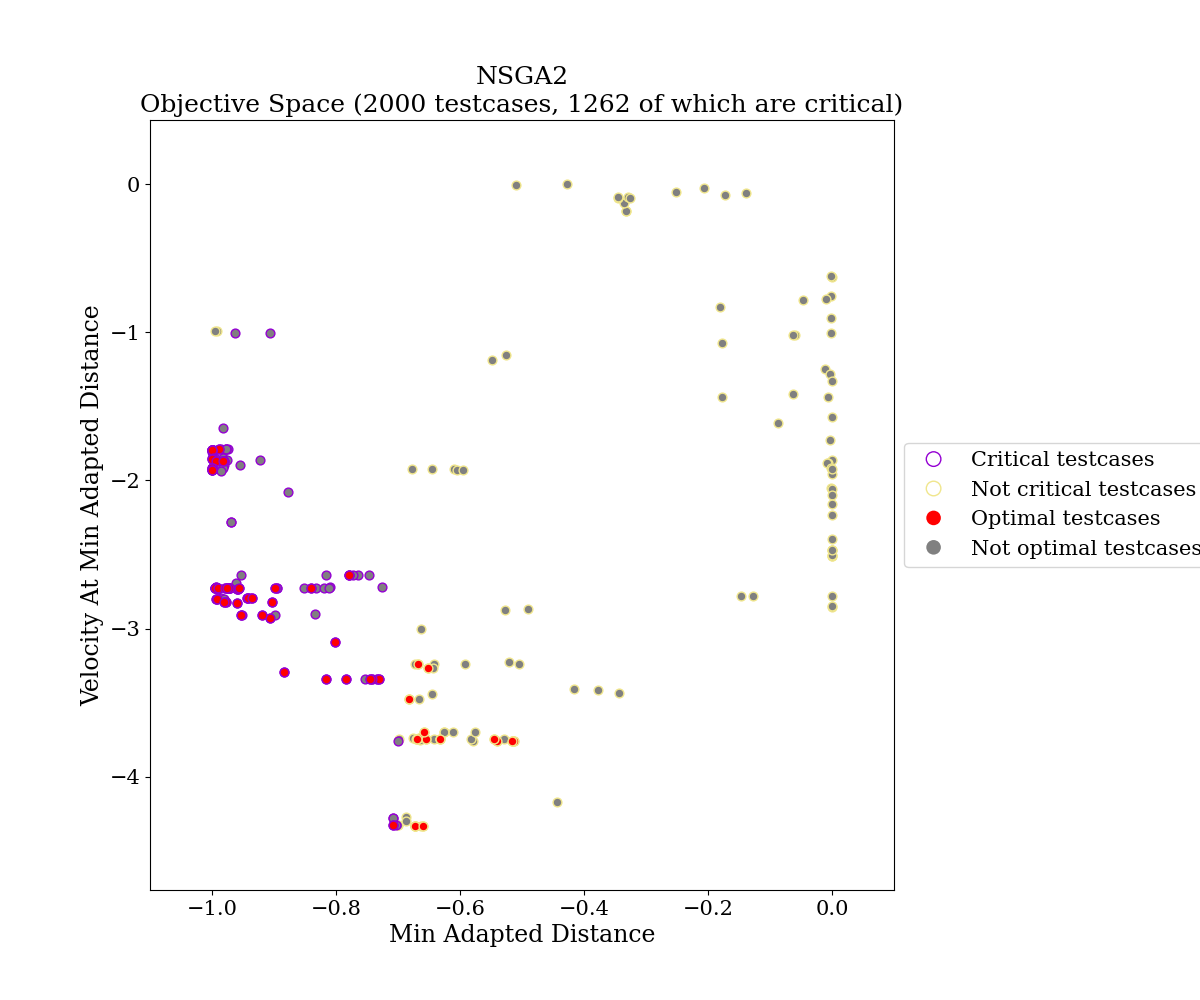 NSGA2
Objective Space (2000 testcases, 1262 of which are critical)
Velocity At Min Adapted Distance
0
−1
−2
−3
−4
−1.0
−0.8
−0.6
−0.4
−0.2
0.0
Min Adapted Distance
Critical testcases
Not critical testcases
Optimal testcases
Not optimal testcases